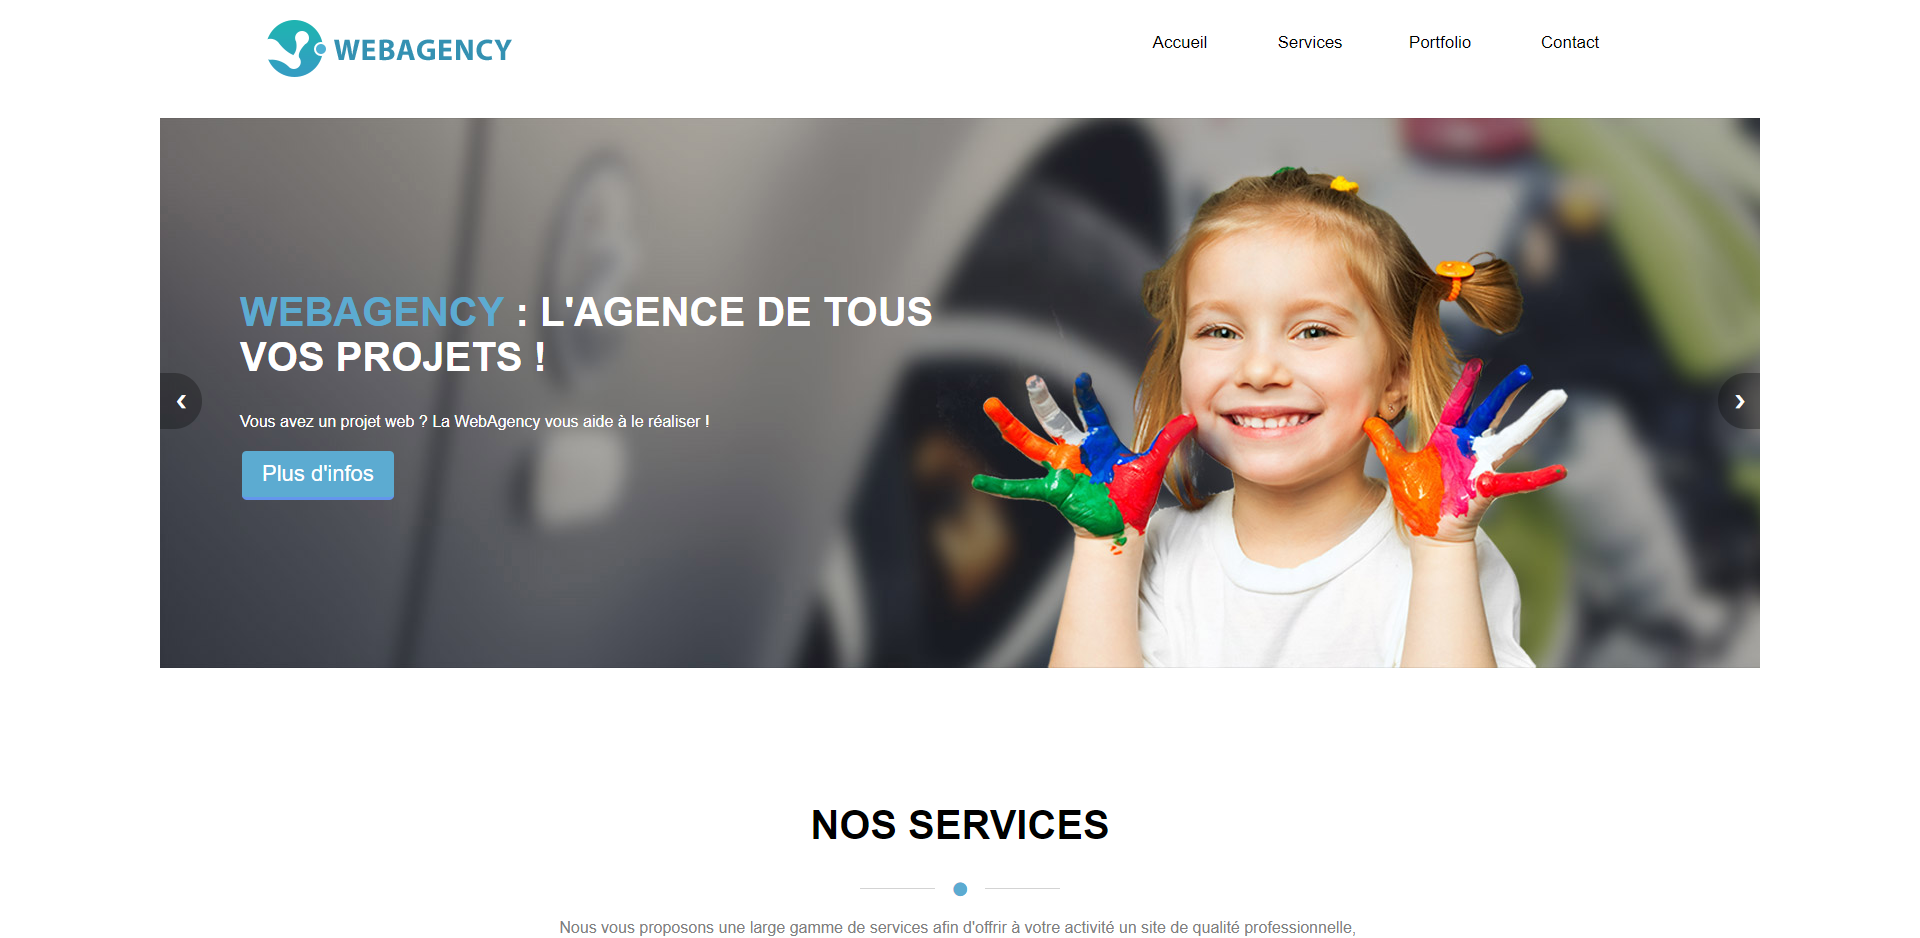 WEBAGENCY
Accueil
Services
Portfolio
Contact
WEBAGENCY : L'AGENCE DE TOUS
VOS PROJETS !
‹
›
Vous avez un projet web ? La WebAgency vous aide à le réaliser !
Plus d'infos
NOS SERVICES
Nous vous proposons une large gamme de services afin d'offrir à votre activité un site de qualité professionnelle,